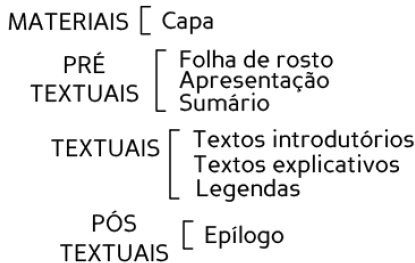 MATERIAIS [ Capa
PRÉ TEXTUAIS [ Folha de rosto
Apresentação
Sumário
TEXTUAIS [ Textos introdutórios
Textos explicativos
Legendas
PÓS TEXTUAIS [ Epílogo